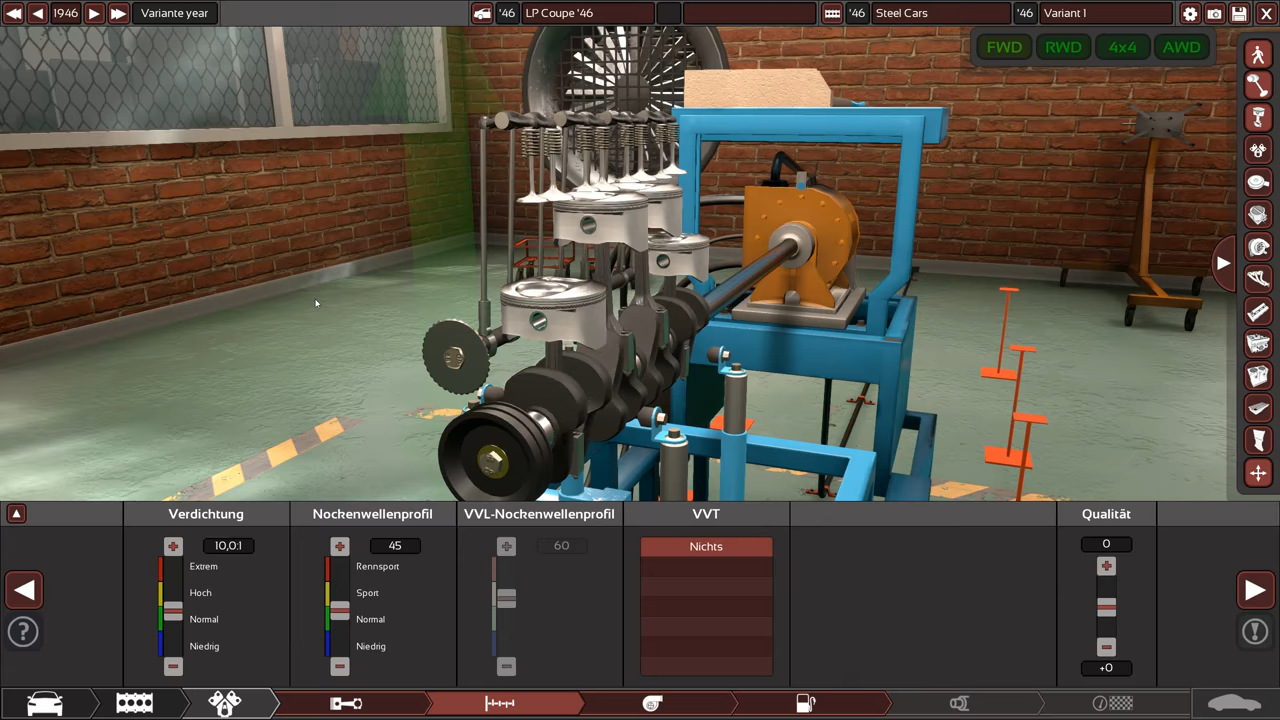 1946
Variante year
'46
LP Coupe '46
'46
Steel Cars
'46
Variant 1
FWD
RWD
4x4
AWD
Verdichtung
Nockenwellenprofil
VVL-Nockenwellenprofil
VVT
Qualität
10,0:1
Extrem
Hoch
Normal
Niedrig
45
Rennsport
Sport
Normal
Niedrig
60
Nichts
0
+0